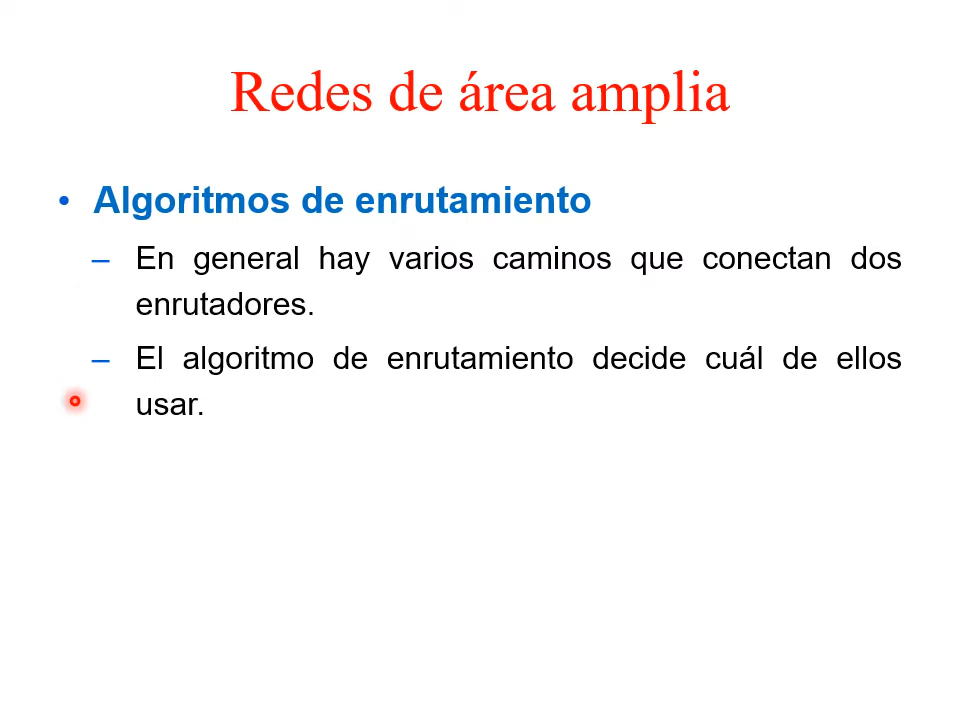 Redes de área amplia
• Algoritmos de enrutamiento
– En general hay varios caminos que conectan dos
enrutadores.
– El algoritmo de enrutamiento decide cuál de ellos
usar.